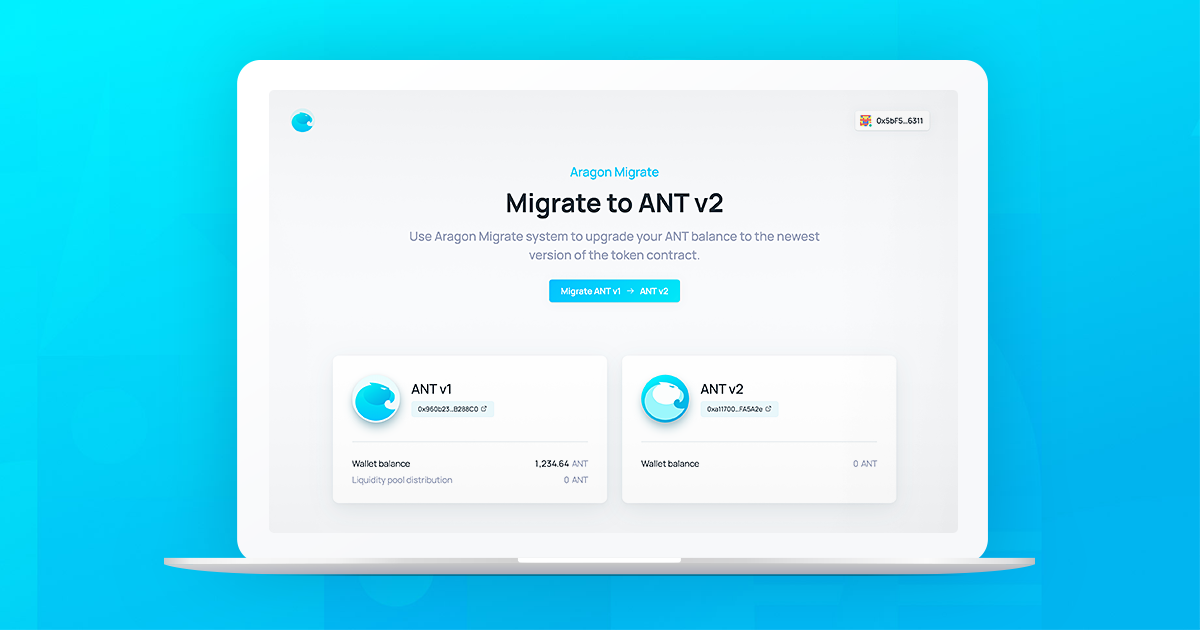 0x5bF5...6311
Aragon Migrate
Migrate to ANT v2
Use Aragon Migrate system to upgrade your ANT balance to the newest
version of the token contract.
Migrate ANT v1 → ANT v2
ANT v1
0x960b23...B288C0
Wallet balance 1,234.64 ANT
Liquidity pool distribution 0 ANT
ANT v2
0xa11700...FA5A2e
Wallet balance 0 ANT